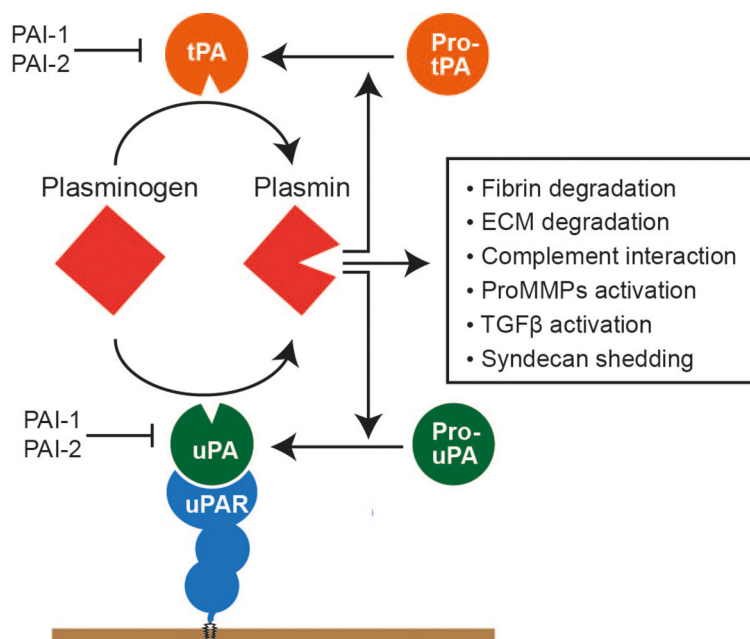 PAI-1
PAI-2
tPA
Pro-
tPA
Plasminogen
Plasmin
• Fibrin degradation
• ECM degradation
• Complement interaction
• ProMMPs activation
• TGFβ activation
• Syndecan shedding
PAI-1
PAI-2
uPA
Pro-
uPA
uPAR